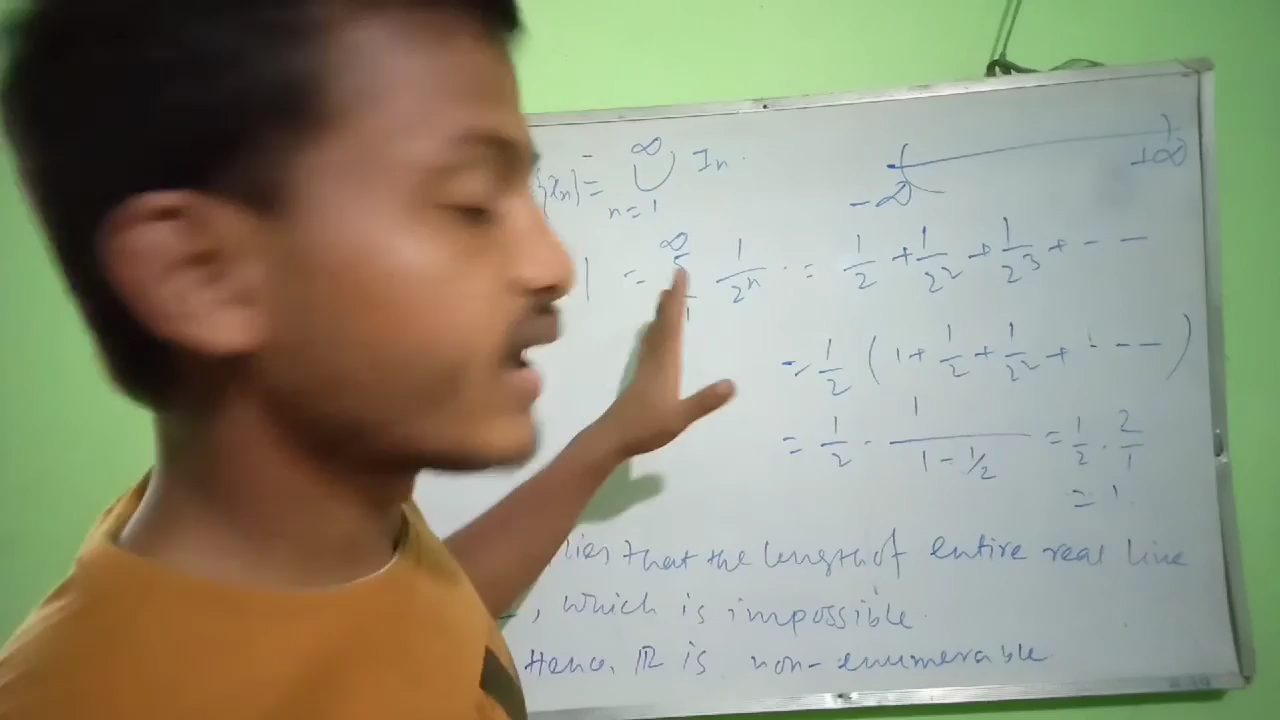 {xₙ} = ∞ ⋃ n=1 Iₙ.
-∞ +∞
| = ∞ Σ 1 1/2ⁿ . = 1/2 + 1/2² + 1/2³ + - -
= 1/2 (1 + 1/2 + 1/2² + - - -)
= 1/2 · 1/(1 - 1/2) = 1/2 · 2/1
= 1.
lies that the length of entire real line
, which is impossible.
Hence, ℝ is non-enumerable